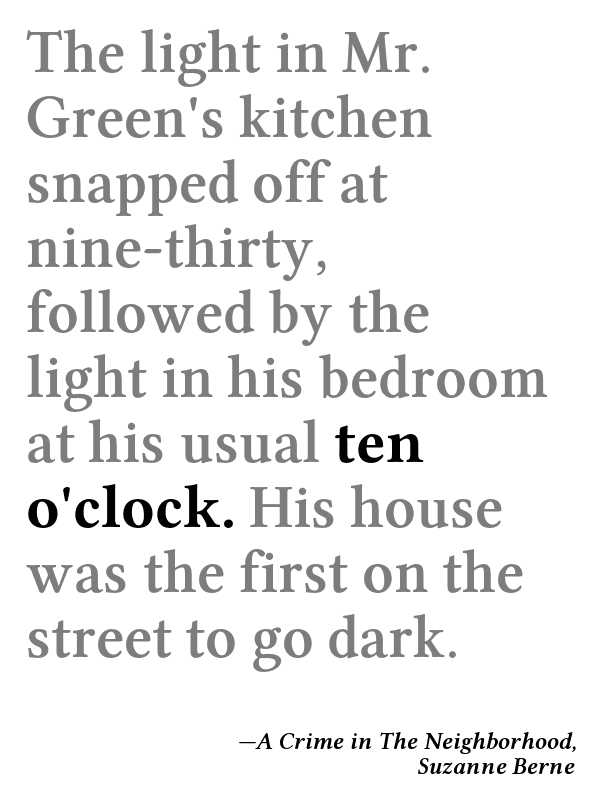 The light in Mr.
Green's kitchen
snapped off at
nine-thirty,
followed by the
light in his bedroom
at his usual ten
o'clock. His house
was the first on the
street to go dark.
—A Crime in The Neighborhood,
Suzanne Berne